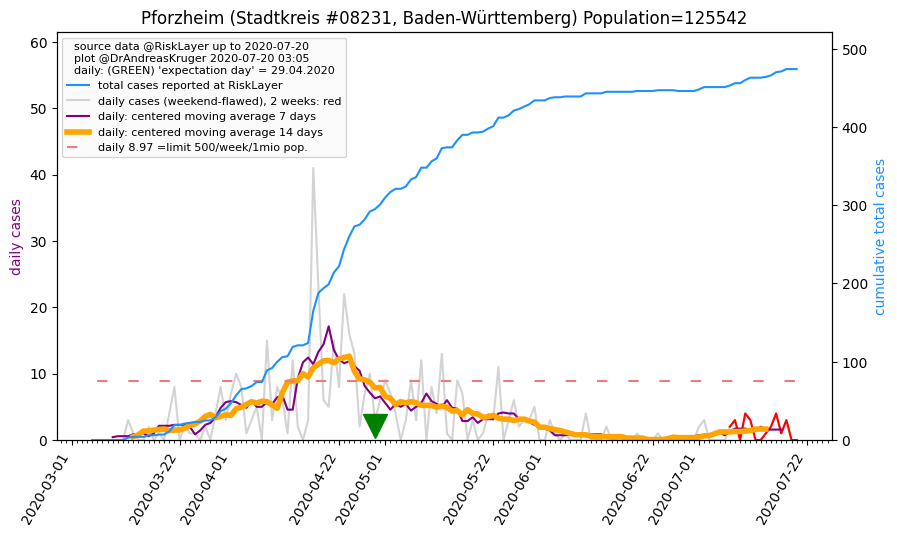 Pforzheim (Stadtkreis #08231, Baden-Württemberg) Population=125542
source data @RiskLayer up to 2020-07-20
plot @DrAndreasKruger 2020-07-20 03:05
daily: (GREEN) 'expectation day' = 29.04.2020
total cases reported at RiskLayer
daily cases (weekend-flawed), 2 weeks: red
daily: centered moving average 7 days
daily: centered moving average 14 days
daily 8.97 =limit 500/week/1mio pop.
daily cases
60
50
40
30
20
10
0
cumulative total cases
500
400
300
200
100
0
2020-03-01
2020-03-22
2020-04-01
2020-04-22
2020-05-01
2020-05-22
2020-06-01
2020-06-22
2020-07-01
2020-07-22